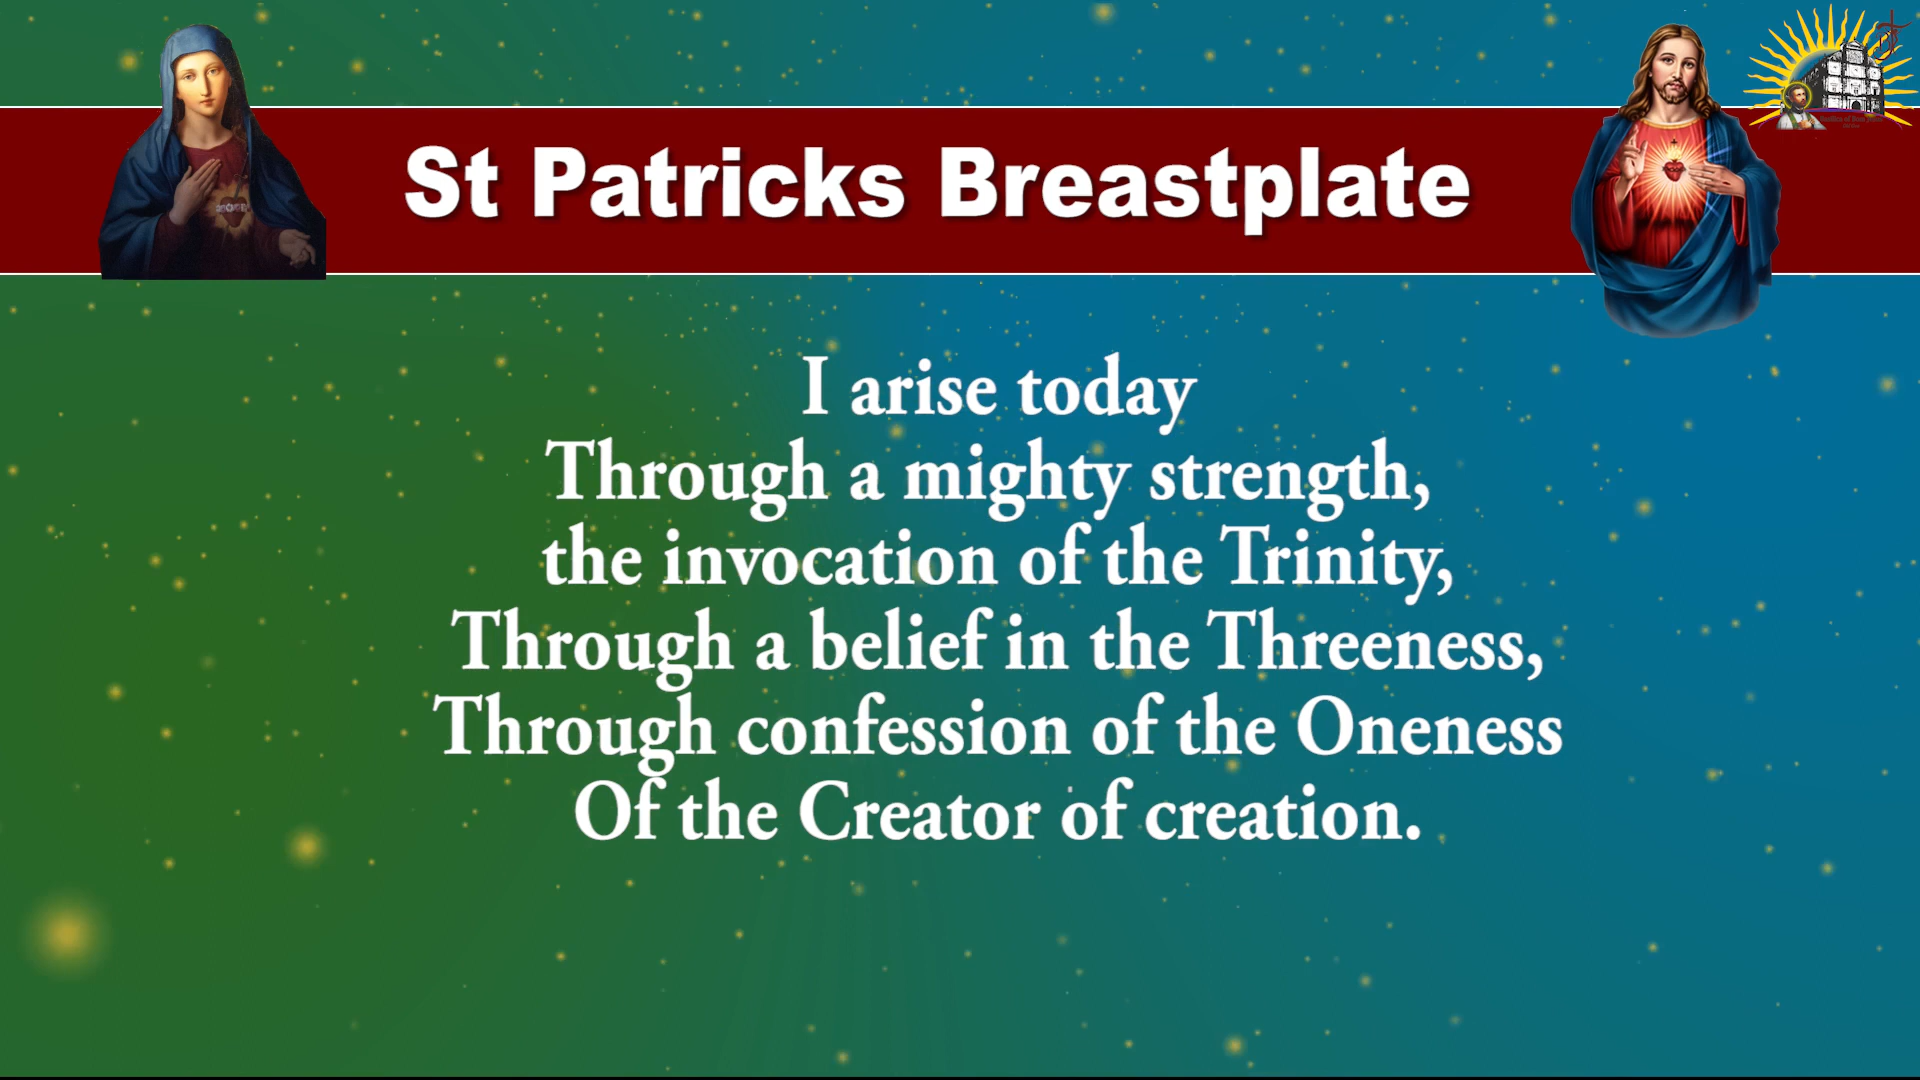 St Patricks Breastplate
I arise today
Through a mighty strength,
the invocation of the Trinity,
Through a belief in the Threeness,
Through confession of the Oneness
Of the Creator of creation.